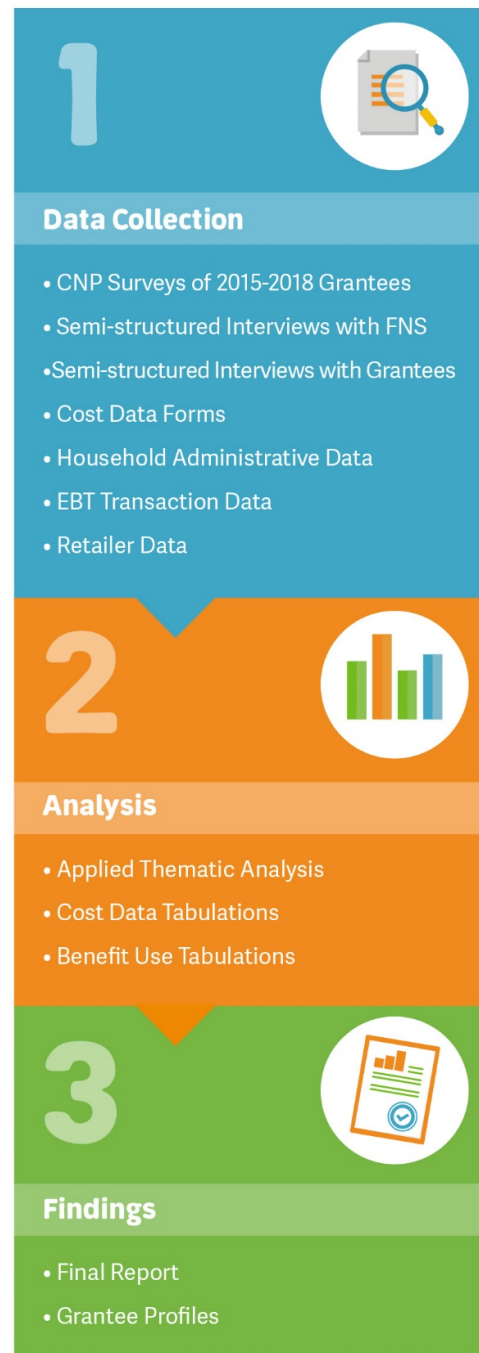 1
Data Collection
• CNP Surveys of 2015-2018 Grantees
• Semi-structured Interviews with FNS
•Semi-structured Interviews with Grantees
• Cost Data Forms
• Household Administrative Data
• EBT Transaction Data
• Retailer Data
2
Analysis
• Applied Thematic Analysis
• Cost Data Tabulations
• Benefit Use Tabulations
3
Findings
• Final Report
• Grantee Profiles